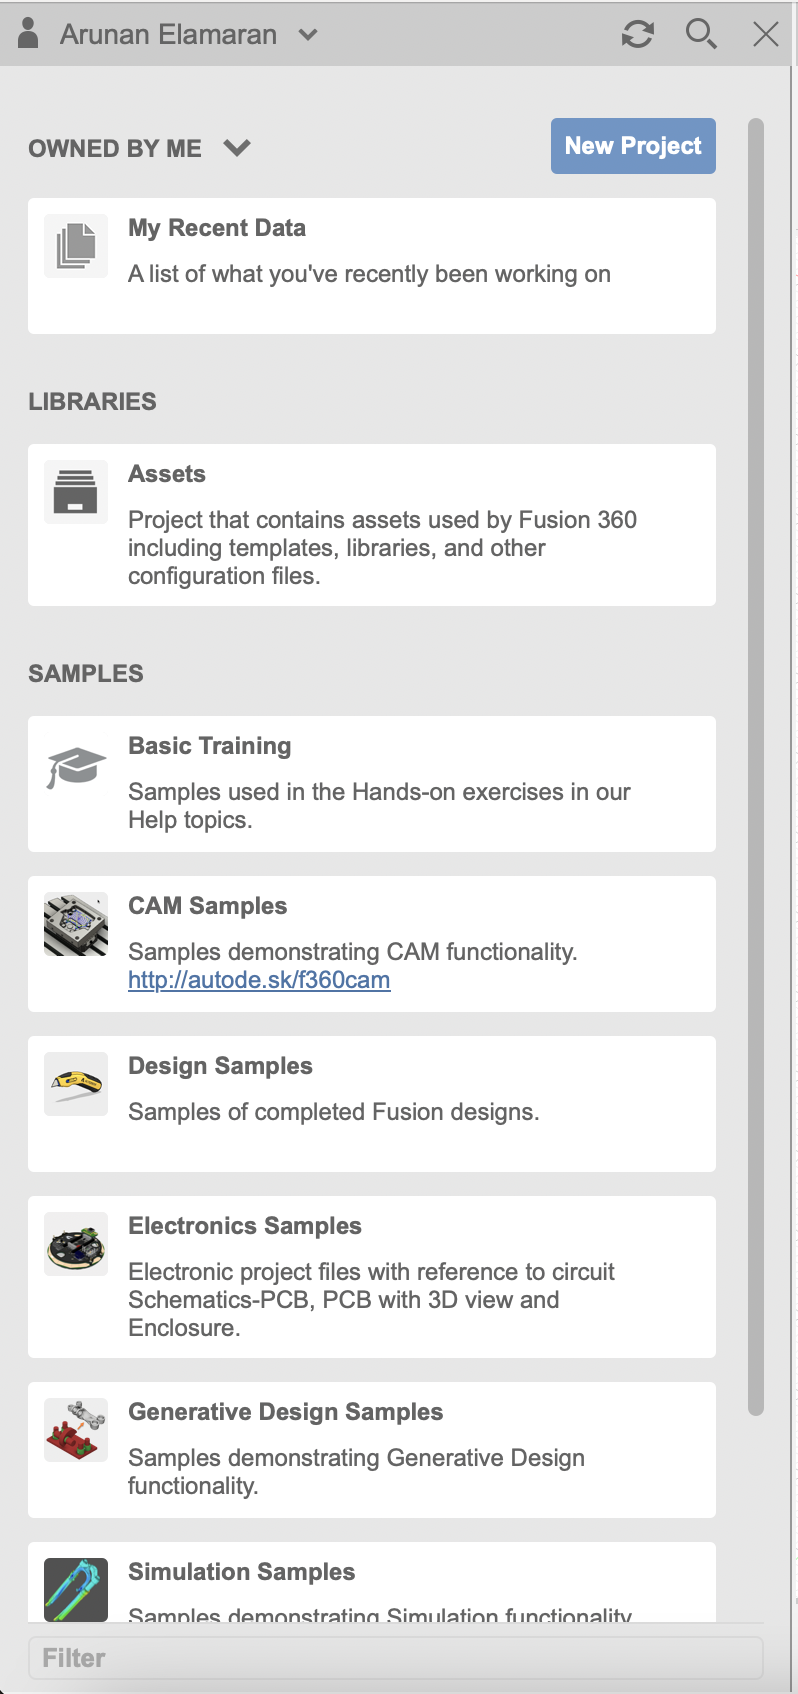 Arunan Elamaran
OWNED BY ME
New Project
My Recent Data
A list of what you've recently been working on
LIBRARIES
Assets
Project that contains assets used by Fusion 360
including templates, libraries, and other
configuration files.
SAMPLES
Basic Training
Samples used in the Hands-on exercises in our
Help topics.
CAM Samples
Samples demonstrating CAM functionality.
http://autode.sk/f360cam
Design Samples
Samples of completed Fusion designs.
Electronics Samples
Electronic project files with reference to circuit
Schematics-PCB, PCB with 3D view and
Enclosure.
Generative Design Samples
Samples demonstrating Generative Design
functionality.
Simulation Samples
Samples demonstrating Simulation functionality
Filter